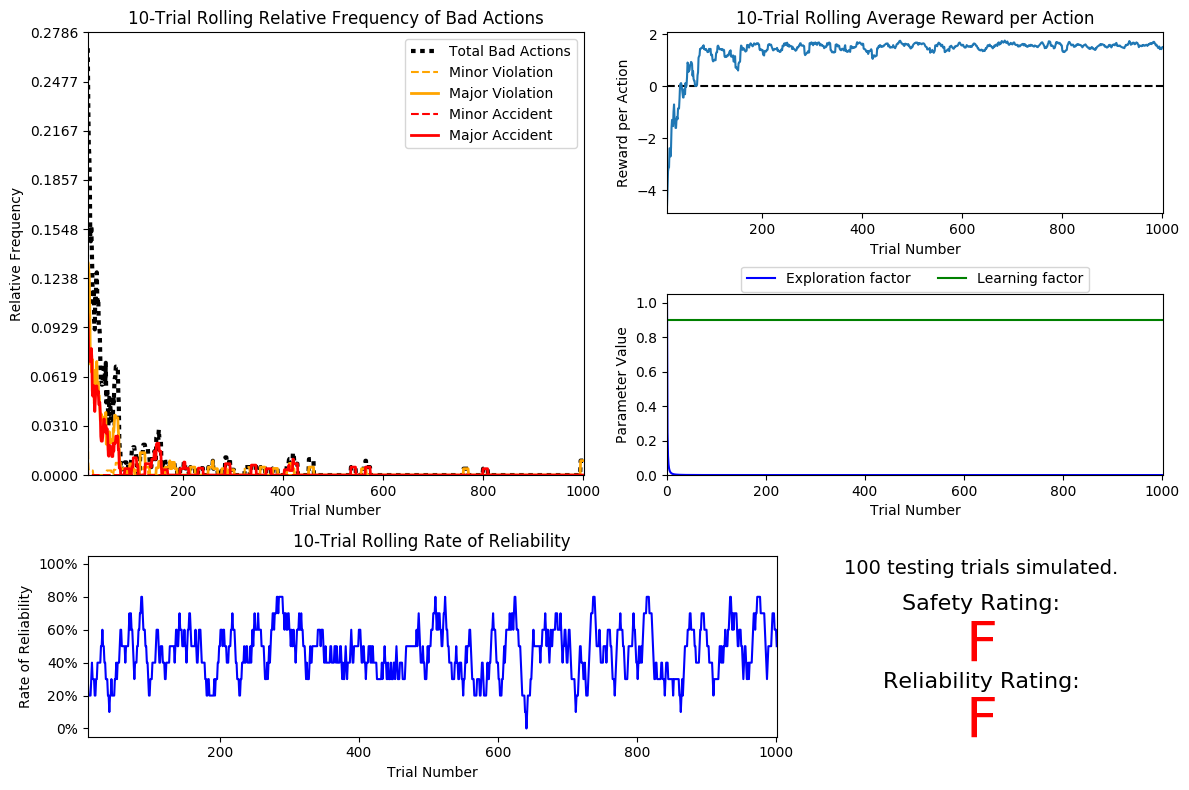 10-Trial Rolling Relative Frequency of Bad Actions
0.2786
0.2477
0.2167
0.1857
0.1548
0.1238
0.0929
0.0619
0.0310
0.0000
Relative Frequency
Total Bad Actions
Minor Violation
Major Violation
Minor Accident
Major Accident
200
400
600
800
1000
Trial Number
10-Trial Rolling Average Reward per Action
2
0
−2
−4
Reward per Action
200
400
600
800
1000
Trial Number
Exploration factor
Learning factor
1.0
0.8
0.6
0.4
0.2
0.0
Parameter Value
0
200
400
600
800
1000
Trial Number
10-Trial Rolling Rate of Reliability
100%
80%
60%
40%
20%
0%
Rate of Reliability
200
400
600
800
1000
Trial Number
100 testing trials simulated.
Safety Rating:
F
Reliability Rating:
F